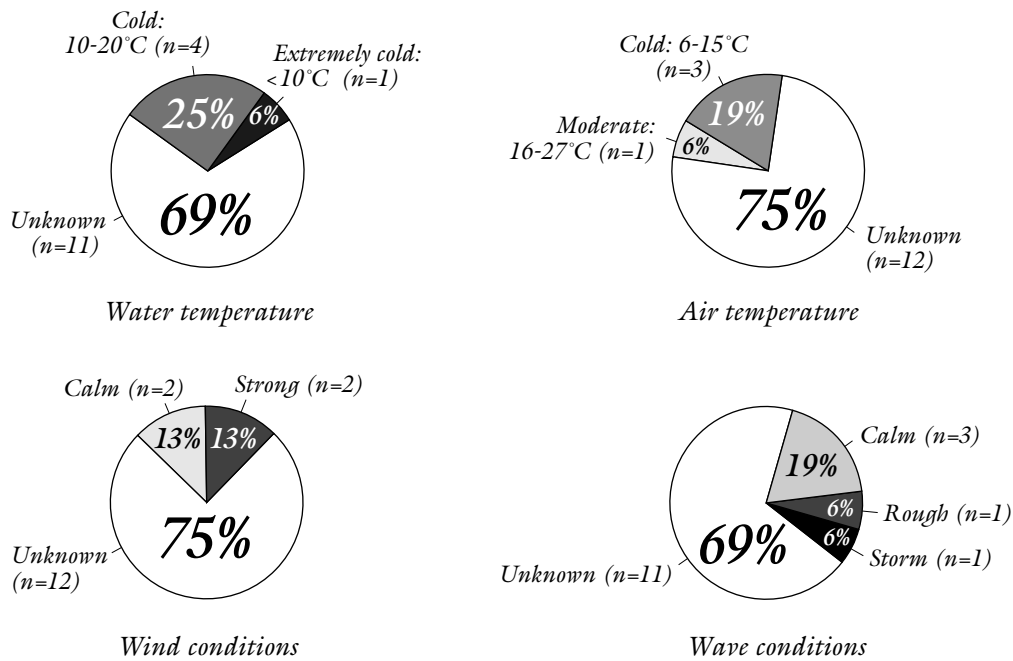 Cold:
10-20°C (n=4)
Extremely cold:
<10°C (n=1)
25%
6%
69%
Unknown
(n=11)
Water temperature
Cold: 6-15°C
(n=3)
Moderate:
16-27°C (n=1)
19%
6%
75%
Unknown
(n=12)
Air temperature
Calm (n=2)
Strong (n=2)
13%
13%
75%
Unknown
(n=12)
Wind conditions
Calm (n=3)
19%
6%
Rough (n=1)
6%
Storm (n=1)
69%
Unknown (n=11)
Wave conditions